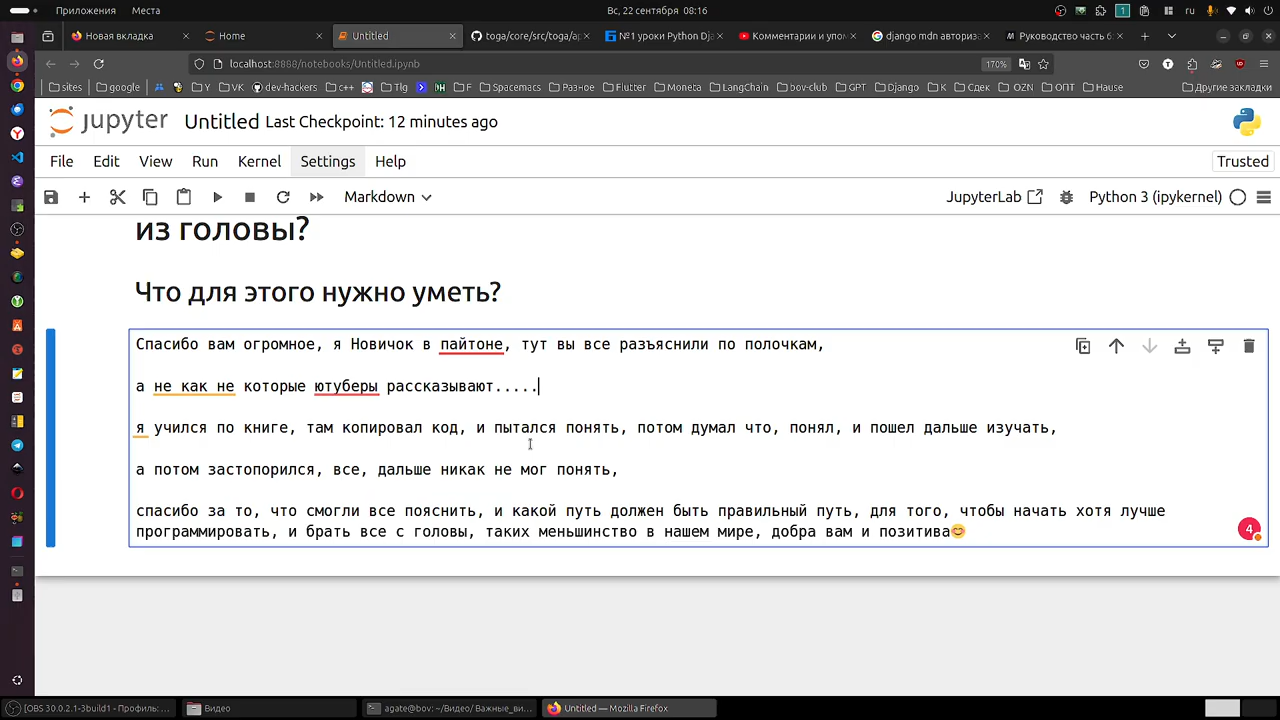 Приложения Места Вс, 22 сентября 08:16 1 ru
Новая вкладка Home Untitled toga/core/src/toga/a №1 уроки Python Dj Комментарии и упо django mdn авториза Руководство часть 6:
localhost:8888/notebooks/Untitled.ipynb 170%
sites google Y VK dev-hackers c++ Tlg F Spacemacs Разное Flutter Moneta LangChain bov-club GPT Django K Сдек OZN ОПТ Hause Другие закладки
jupyter Untitled Last Checkpoint: 12 minutes ago
File Edit View Run Kernel Settings Help Trusted
Markdown JupyterLab Python 3 (ipykernel)
из головы?
Что для этого нужно уметь?
Спасибо вам огромное, я Новичок в пайтоне, тут вы все разъяснили по полочкам,
а не как не которые ютуберы рассказывают.....
я учился по книге, там копировал код, и пытался понять, потом думал что, понял, и пошел дальше изучать,
а потом застопорился, все, дальше никак не мог понять,
спасибо за то, что смогли все пояснить, и какой путь должен быть правильный путь, для того, чтобы начать хотя лучше
программировать, и брать все с головы, таких меньшинство в нашем мире, добра вам и позитива😊
4
[OBS 30.0.2.1-3build1 - Профиль: ... Видео agate@bov: ~/Видео/ Важные_ви... Untitled — Mozilla Firefox